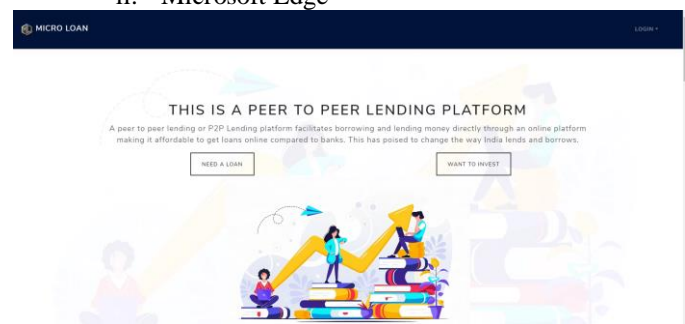 ii. Microsoft Edge
MICRO LOAN
LOGIN
THIS IS A PEER TO PEER LENDING PLATFORM
A peer to peer lending or P2P Lending platform facilitates borrowing and lending money directly through an online platform
making it affordable to get loans online compared to banks. This has poised to change the way India lends and borrows.
NEED A LOAN
WANT TO INVEST